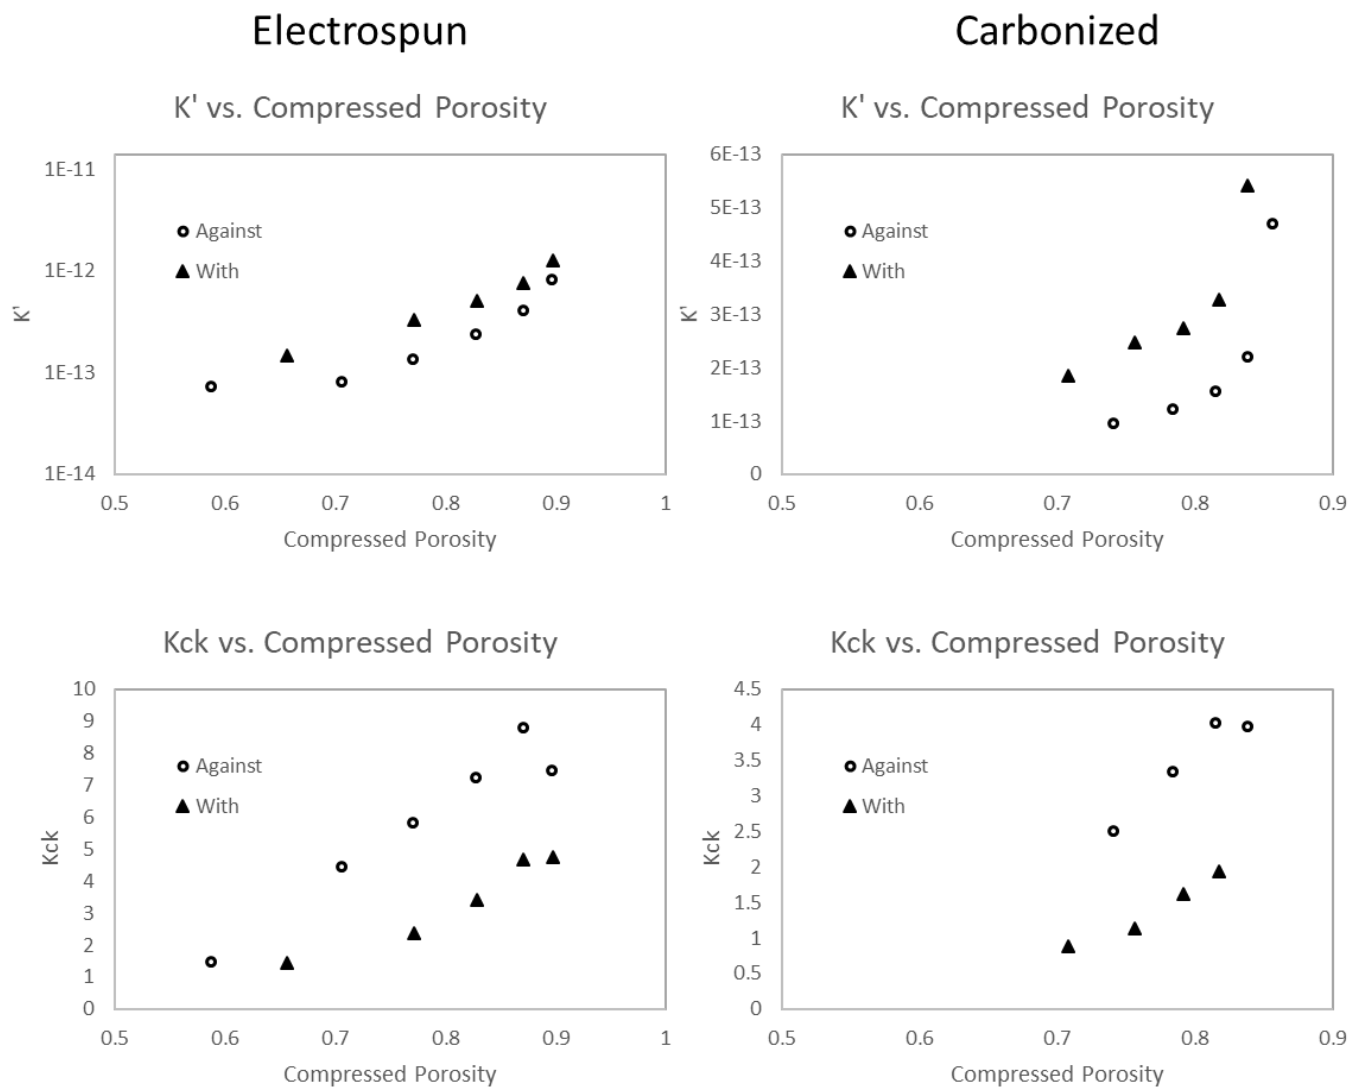 Electrospun
Carbonized
K' vs. Compressed Porosity
1E-11
1E-12
1E-13
1E-14
K'
Against
With
0.5 0.6 0.7 0.8 0.9 1
Compressed Porosity
K' vs. Compressed Porosity
6E-13
5E-13
4E-13
3E-13
2E-13
1E-13
0
K'
Against
With
0.5 0.6 0.7 0.8 0.9
Compressed Porosity
Kck vs. Compressed Porosity
10
9
8
7
6
5
4
3
2
1
0
Kck
Against
With
0.5 0.6 0.7 0.8 0.9 1
Compressed Porosity
Kck vs. Compressed Porosity
4.5
4
3.5
3
2.5
2
1.5
1
0.5
0
Kck
Against
With
0.5 0.6 0.7 0.8 0.9
Compressed Porosity